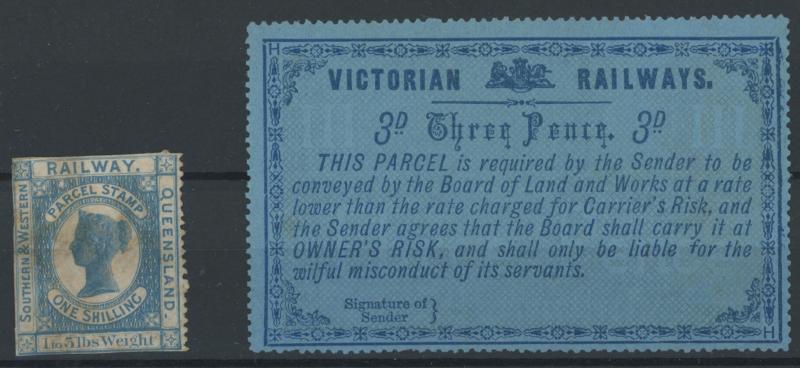 RAILWAY.
SOUTHERN & WESTERN
QUEENSLAND.
PARCEL STAMP
ONE SHILLING
1 to 5 lbs Weight
H H
VICTORIAN RAILWAYS.
3D Three Pence. 3D
THIS PARCEL is required by the Sender to be
conveyed by the Board of Land and Works at a rate
lower than the rate charged for Carrier's Risk, and
the Sender agrees that the Board shall carry it at
OWNER'S RISK, and shall only be liable for the
wilful misconduct of its servants.
Signature of }
Sender
H H